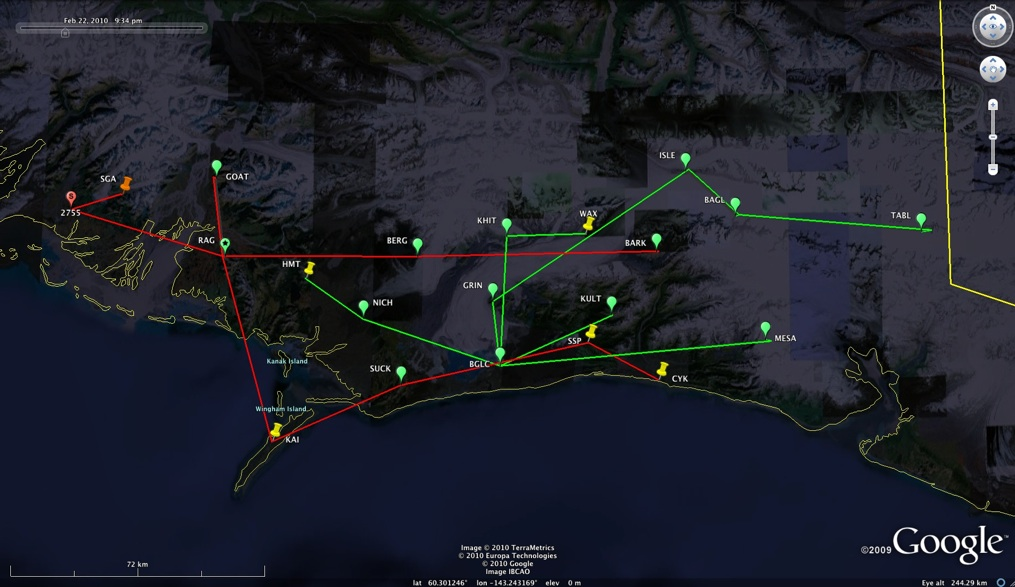 Feb 22, 2010   9:34 pm
N
SGA
2755
GOAT
RAG
HMT
BERG
NICH
SUCK
KHIT
WAX
ISLE
BAGL
TABL
BARK
GRIN
KULT
SSP
BGLC
MESA
CYK
Kanak Island
Wingham Island
KAI
72 km
Image © 2010 TerraMetrics
© 2010 Europa Technologies
© 2010 Google
Image IBCAO
©2009 Google™
lat 60.301246° lon -143.243169° elev 0 m
Eye alt 244.29 km